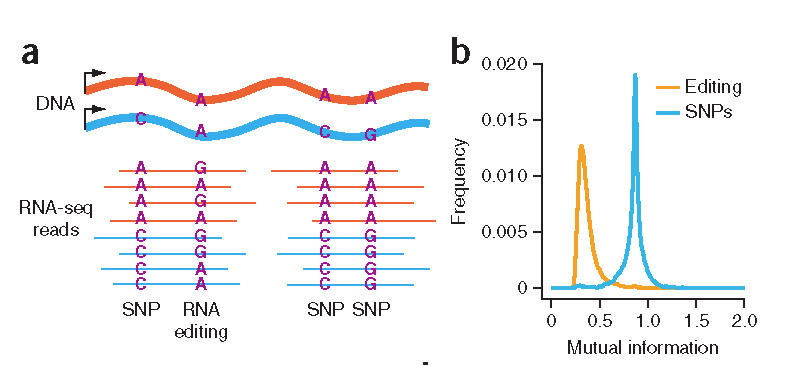 a
DNA
A A A A
C A C G
RNA-seq
reads
A G A A
A A A A
A G A A
A A A A
C G C G
C G C G
C A C G
C A C G
SNP RNA
editing
SNP SNP
b
Frequency
0.020
0.015
0.010
0.005
0
Editing
SNPs
0 0.5 1.0 1.5 2.0
Mutual information